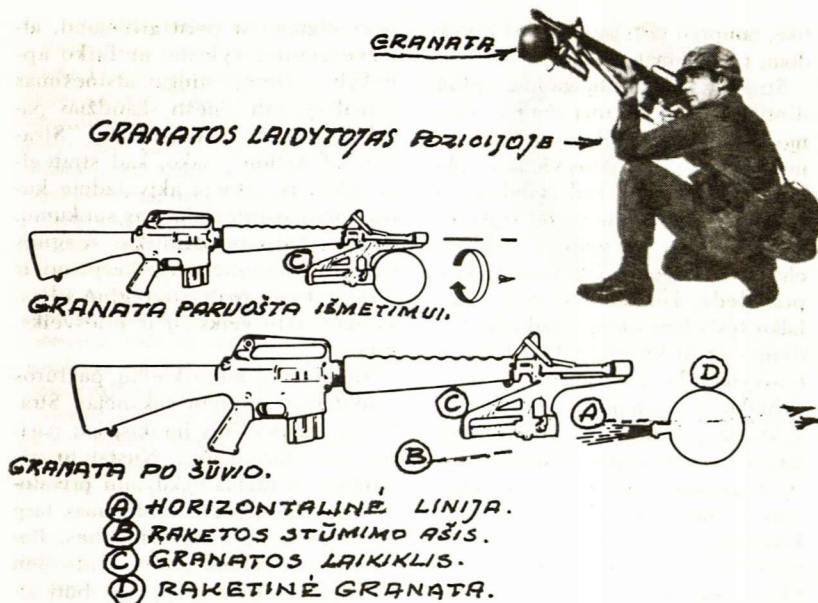 GRANATA
GRANATOS LAIDYTOJAS POZICIJOJE
C
GRANATA PARUOŠTA IŠMETIMUI.
D
C
A
B
GRANATA PO ŠŪVIO.
A HORIZONTALINĖ LINIJA.
B RAKETOS STŪMIMO AŠIS.
C GRANATOS LAIKIKLIS.
D RAKETINĖ GRANATA.